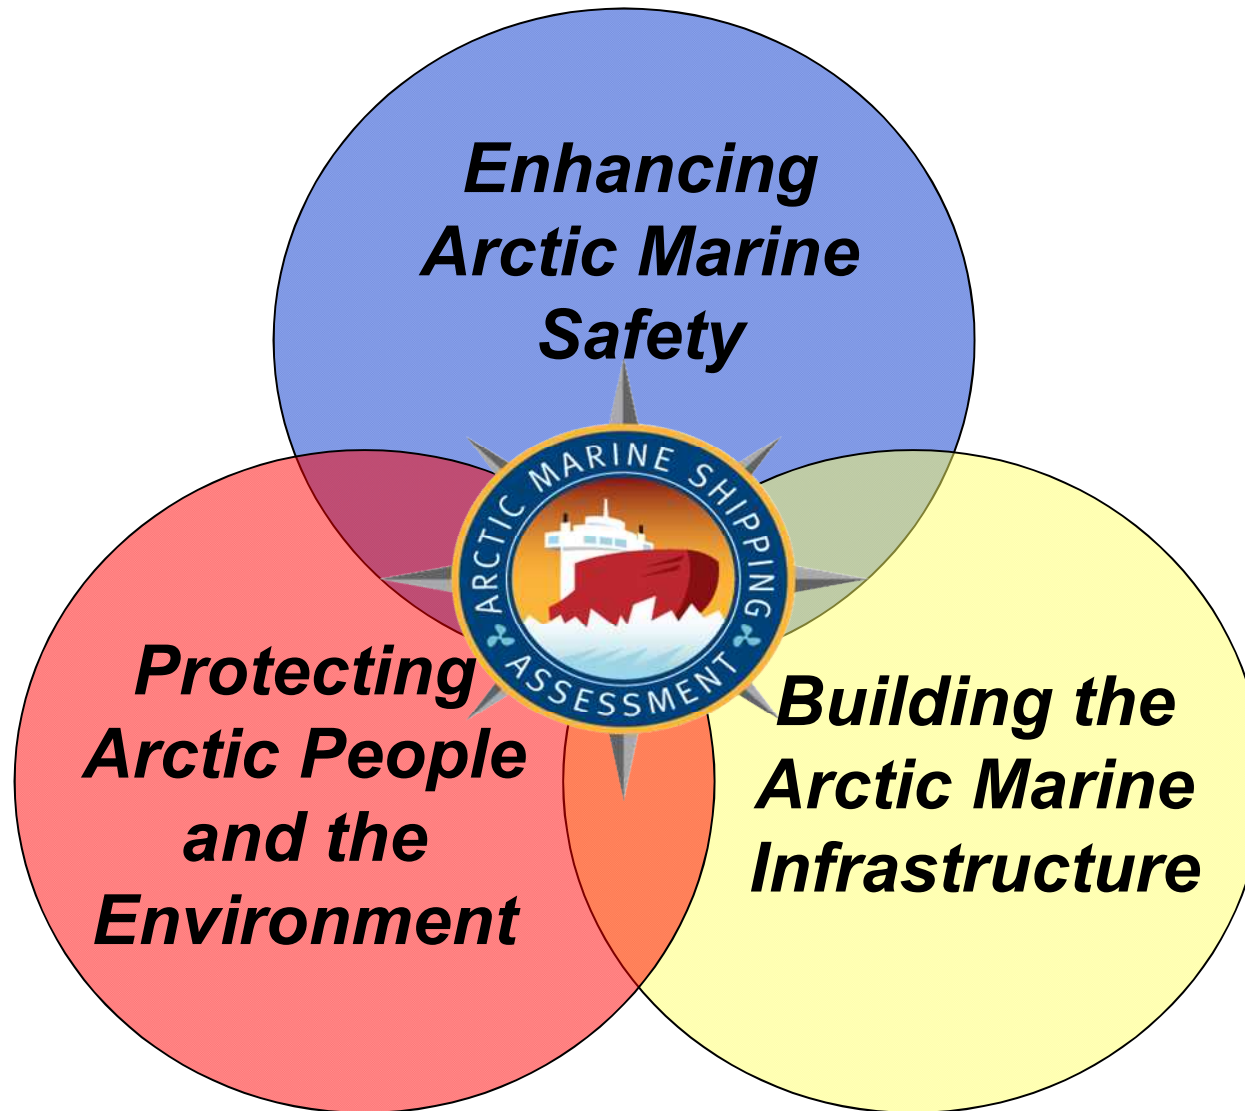 Enhancing
Arctic Marine
Safety
ARCTIC MARINE SHIPPING
ASSESSMENT
Protecting
Arctic People
and the
Environment
Building the
Arctic Marine
Infrastructure